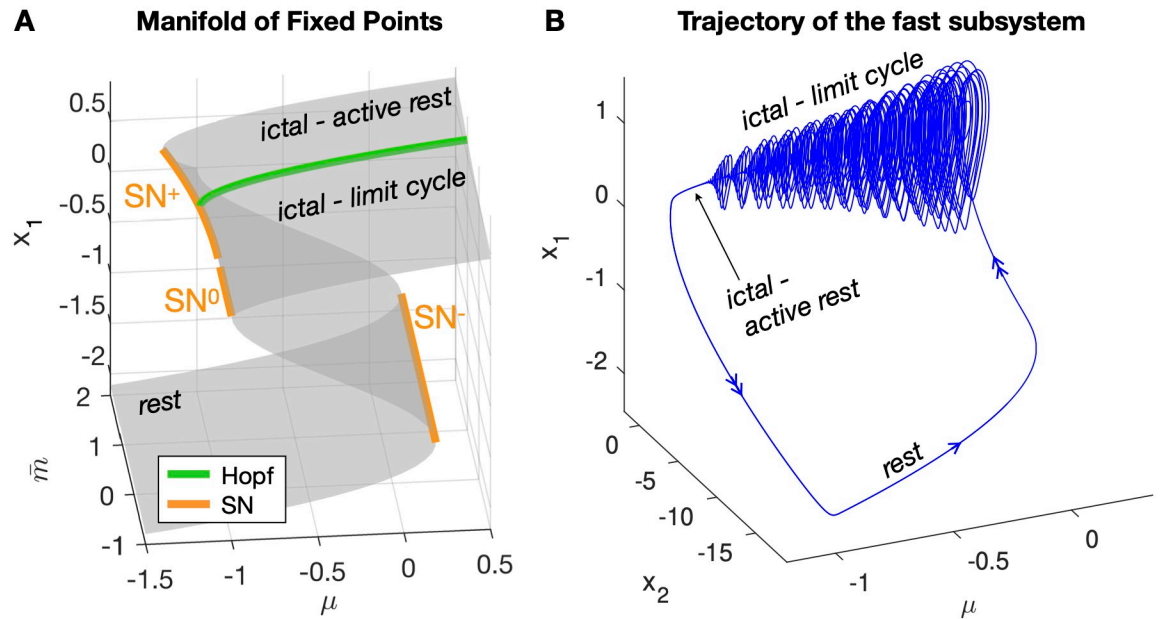 A Manifold of Fixed Points
0.5
0
-0.5
-1
-1.5
-2
x1
ictal - active rest
ictal - limit cycle
SN+
SN0
SN-
rest
2
1
0
-1
m̄
Hopf
SN
-1.5
-1
-0.5
0
0.5
μ
B Trajectory of the fast subsystem
1
0
-1
-2
x1
ictal - limit cycle
ictal -
active rest
rest
0
-5
-10
-15
x2
-1
-0.5
0
μ